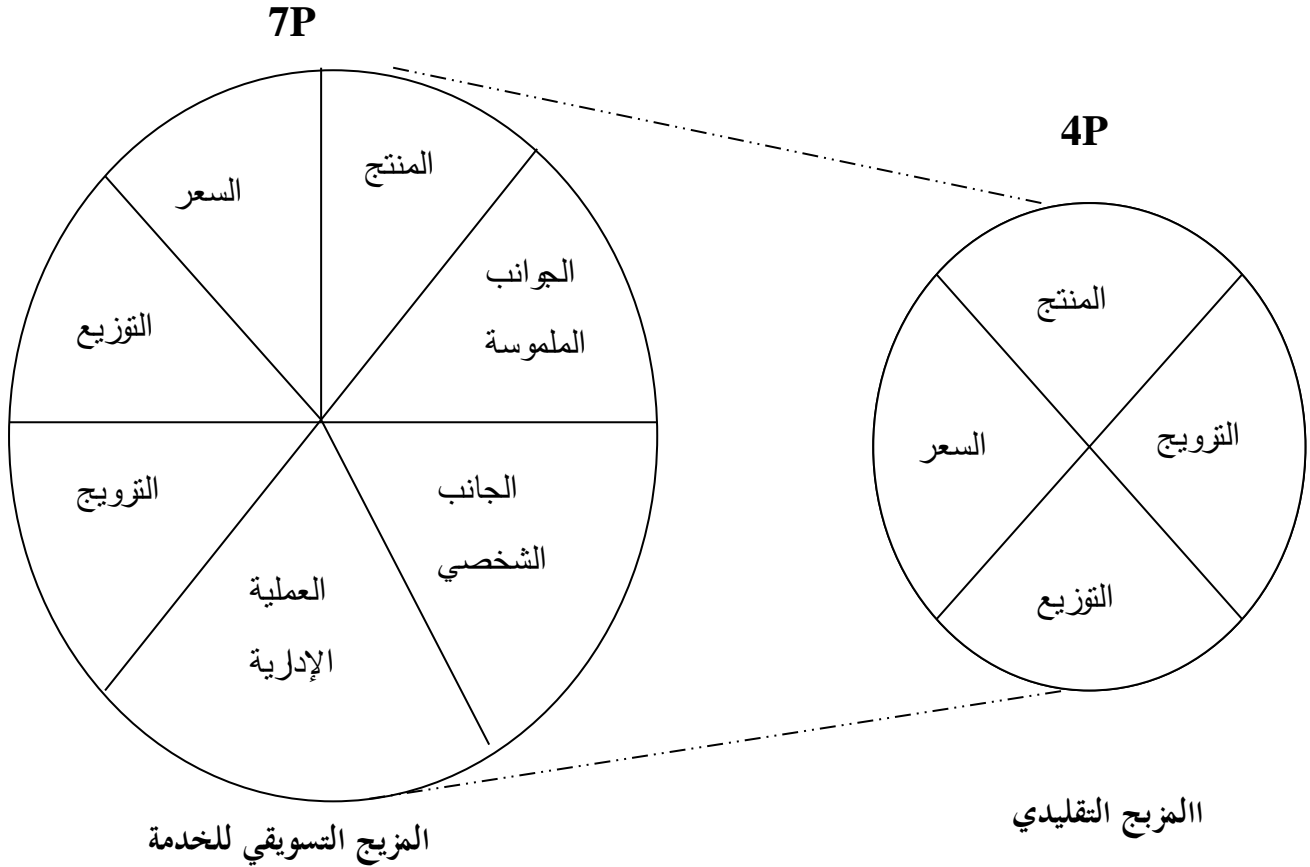 7P
4P
المنتج
السعر
الجوانب
الملموسة
التوزيع
الجانب
الشخصي
الترويج
العملية
الإدارية
المنتج
الترويج
السعر
التوزيع
المزيج التسويقي للخدمة
االمزيج التقليدي